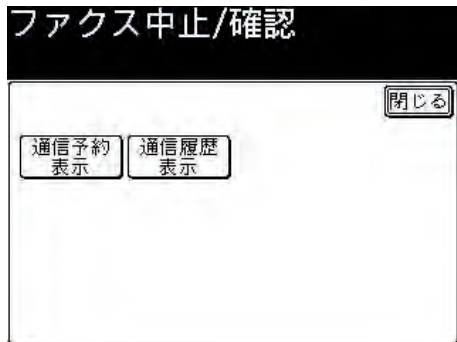 ファクス中止/確認
閉じる
通信予約 通信履歴
表示 表示